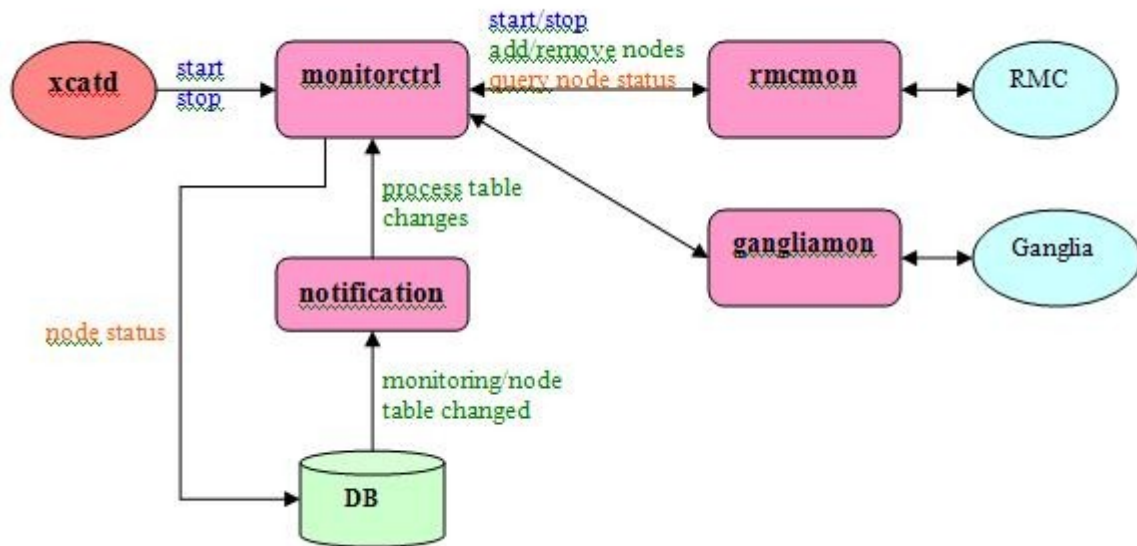 xcatd
start
stop
monitorctrl
start/stop
add/remove nodes
query node status
rmcmon
RMC
process table
changes
gangliamon
Ganglia
notification
node status
monitoring/node
table changed
DB